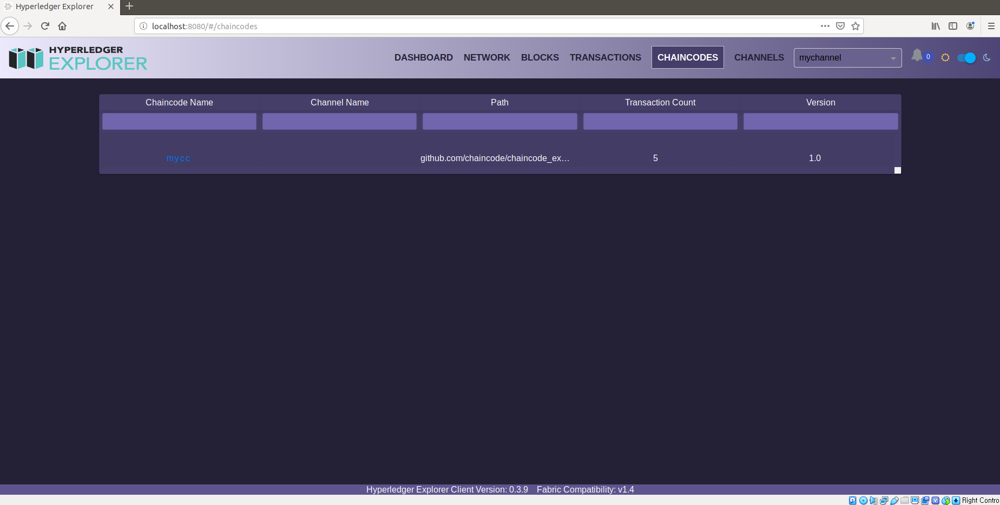 Hyperledger Explorer
localhost:8080/#/chaincodes
HYPERLEDGER
EXPLORER
DASHBOARD NETWORK BLOCKS TRANSACTIONS CHAINCODES CHANNELS mychannel 0
Chaincode Name Channel Name Path Transaction Count Version
mycc github.com/chaincode/chaincode_ex… 5 1.0
Hyperledger Explorer Client Version: 0.3.9 Fabric Compatibility: v1.4
Right Contro